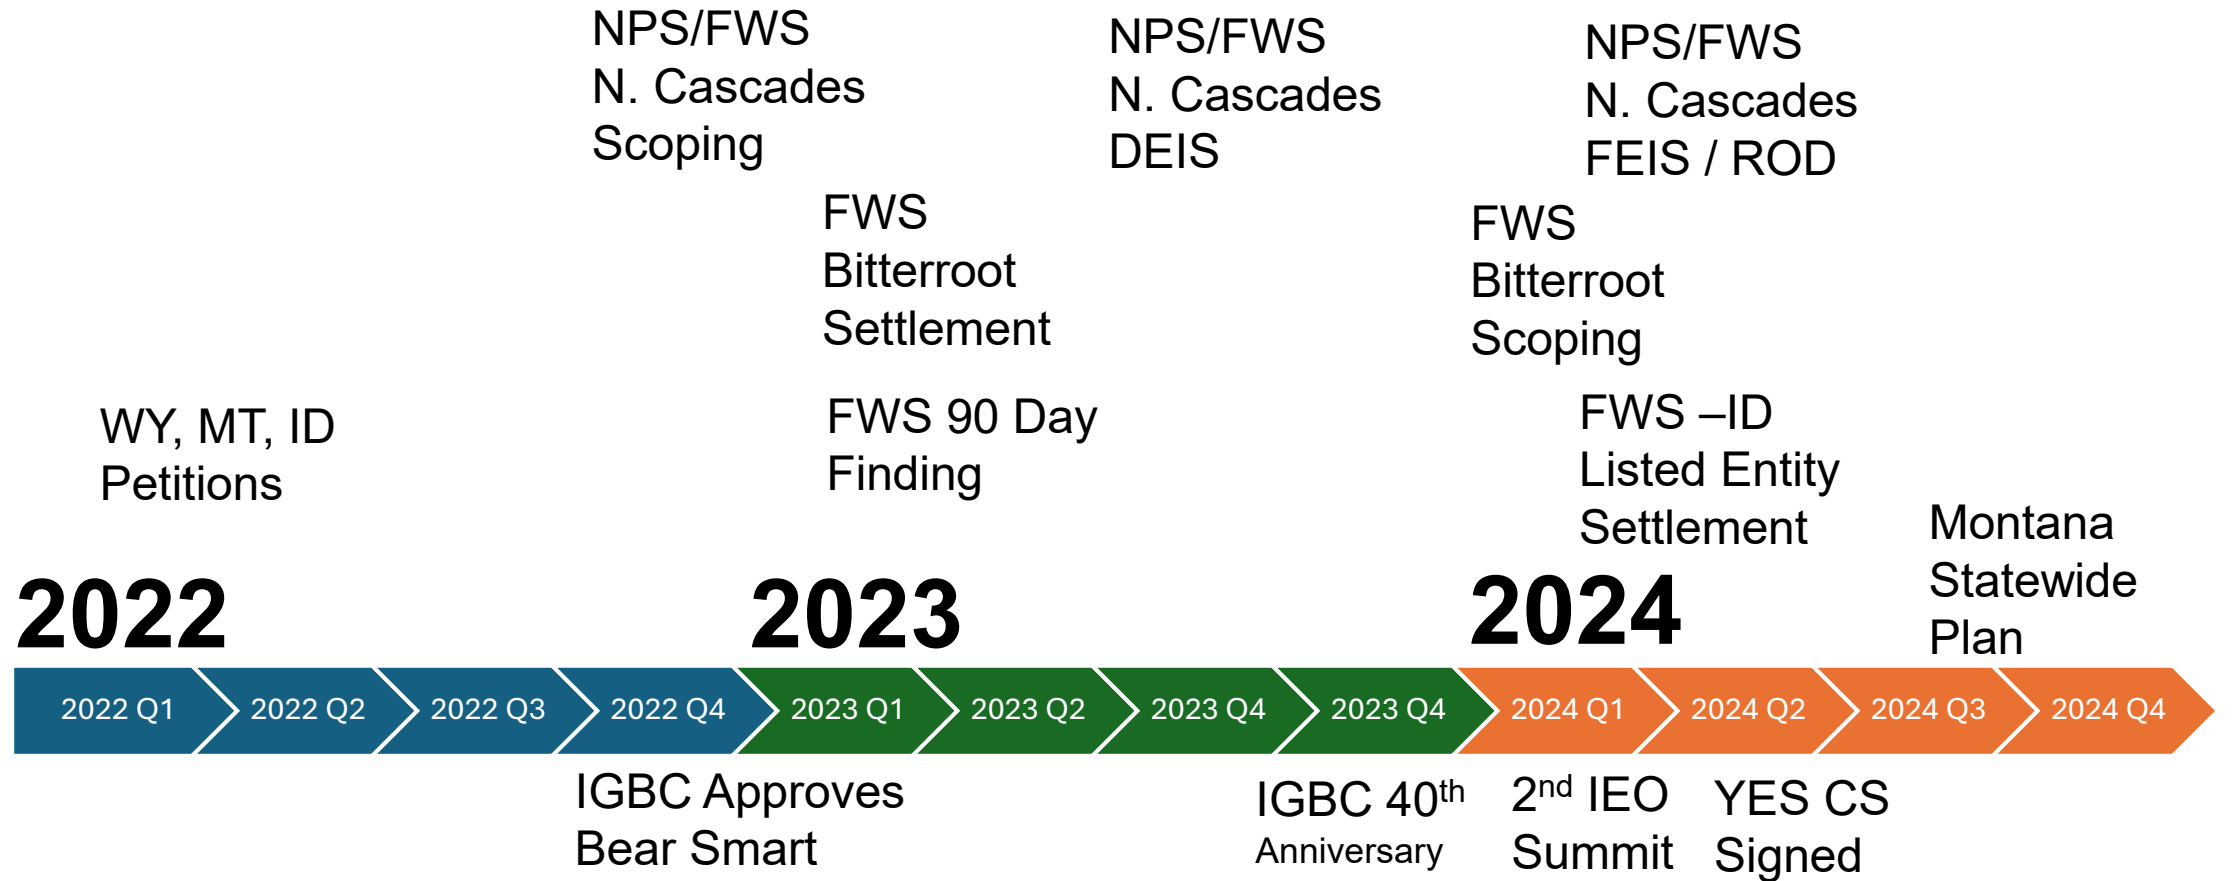 NPS/FWS
N. Cascades
Scoping
NPS/FWS
N. Cascades
DEIS
NPS/FWS
N. Cascades
FEIS / ROD
FWS
Bitterroot
Settlement
FWS
Bitterroot
Scoping
WY, MT, ID
Petitions
FWS 90 Day
Finding
FWS –ID
Listed Entity
Settlement
Montana
Statewide
Plan
2022
2023
2024
2022 Q1
2022 Q2
2022 Q3
2022 Q4
2023 Q1
2023 Q2
2023 Q4
2023 Q4
2024 Q1
2024 Q2
2024 Q3
2024 Q4
IGBC Approves
Bear Smart
IGBC 40th
Anniversary
2nd IEO
Summit
YES CS
Signed